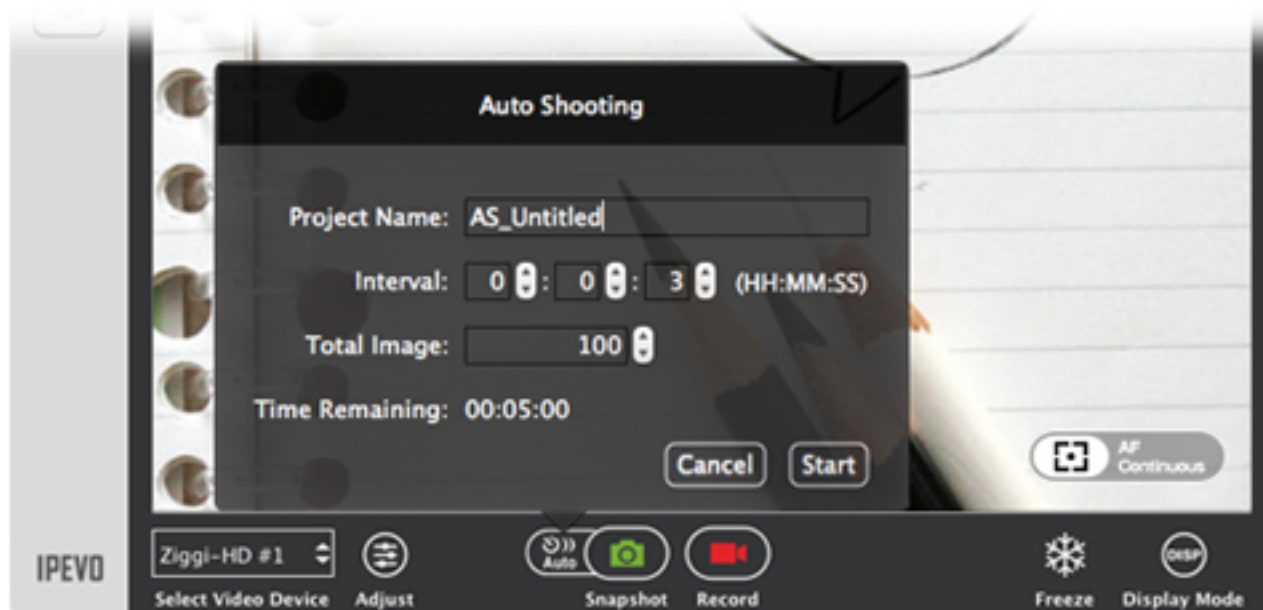 Auto Shooting
Project Name: AS_Untitled
Interval: 0 : 0 : 3 (HH:MM:SS)
Total Image: 100
Time Remaining: 00:05:00
Cancel Start
AF
Continuous
IPEVO
Ziggi-HD #1
Auto
DISP
Select Video Device Adjust Snapshot Record Freeze Display Mode